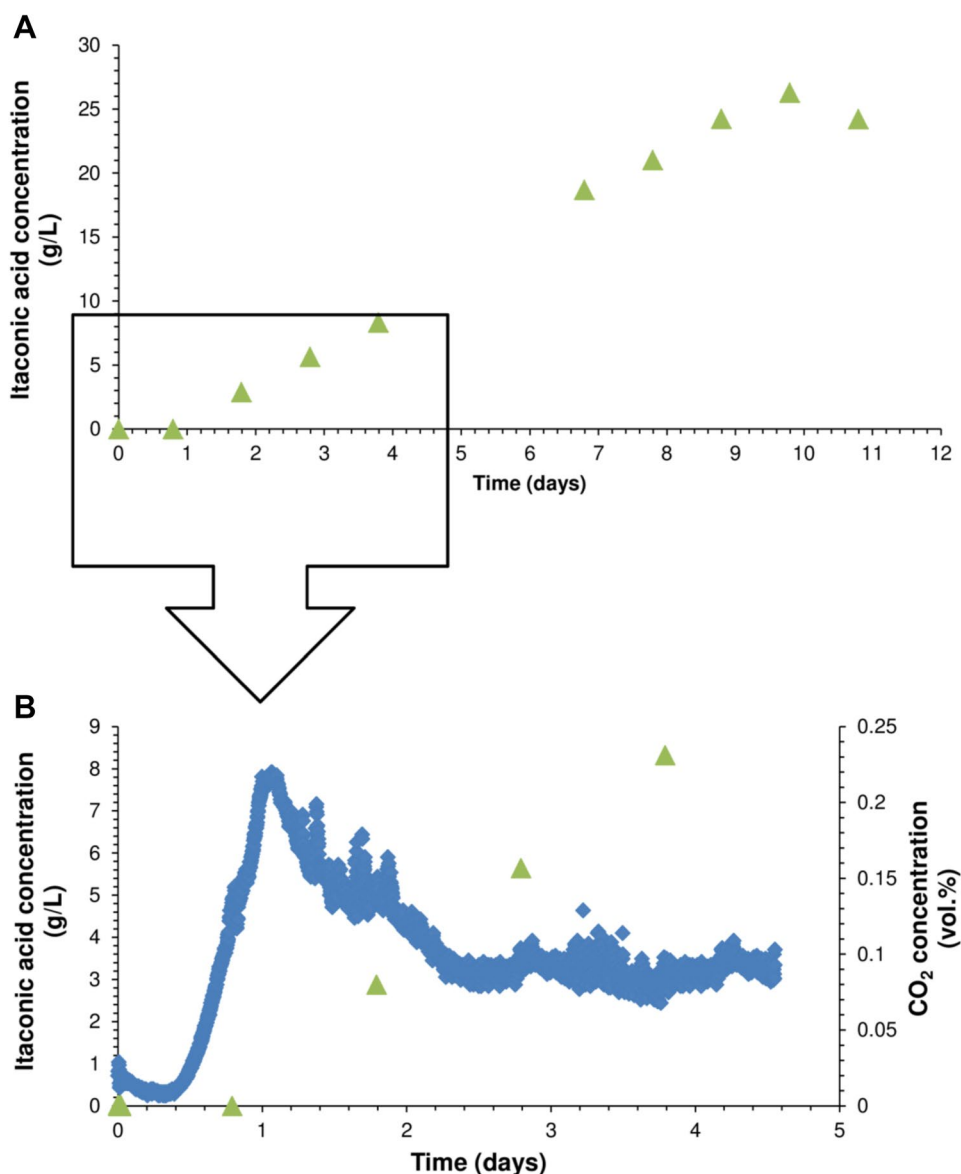 A
30
25
20
15
10
5
0
Itaconic acid concentration
(g/L)
0 1 2 3 4 5 6 7 8 9 10 11 12
Time (days)
B
9
8
7
6
5
4
3
2
1
0
Itaconic acid concentration
(g/L)
0.25
0.2
0.15
0.1
0.05
0
CO₂ concentration
(vol.%)
0 1 2 3 4 5
Time (days)